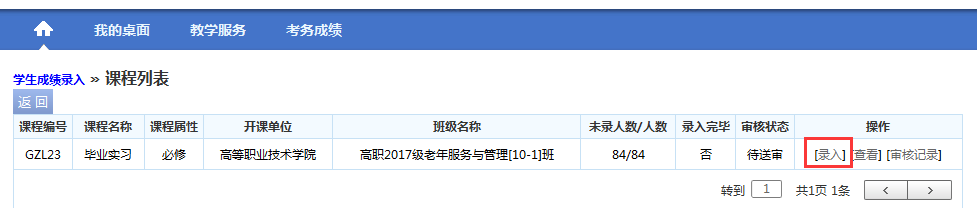 我的桌面 教学服务 考务成绩
学生成绩录入 » 课程列表
返 回
课程编号 课程名称 课程属性 开课单位 班级名称 未录人数/人数 录入完毕 审核状态 操作
GZL23 毕业实习 必修 高等职业技术学院 高职2017级老年服务与管理[10-1]班 84/84 否 待送审 [录入] [查看] [审核记录]
转到 1 共1页 1条 < >